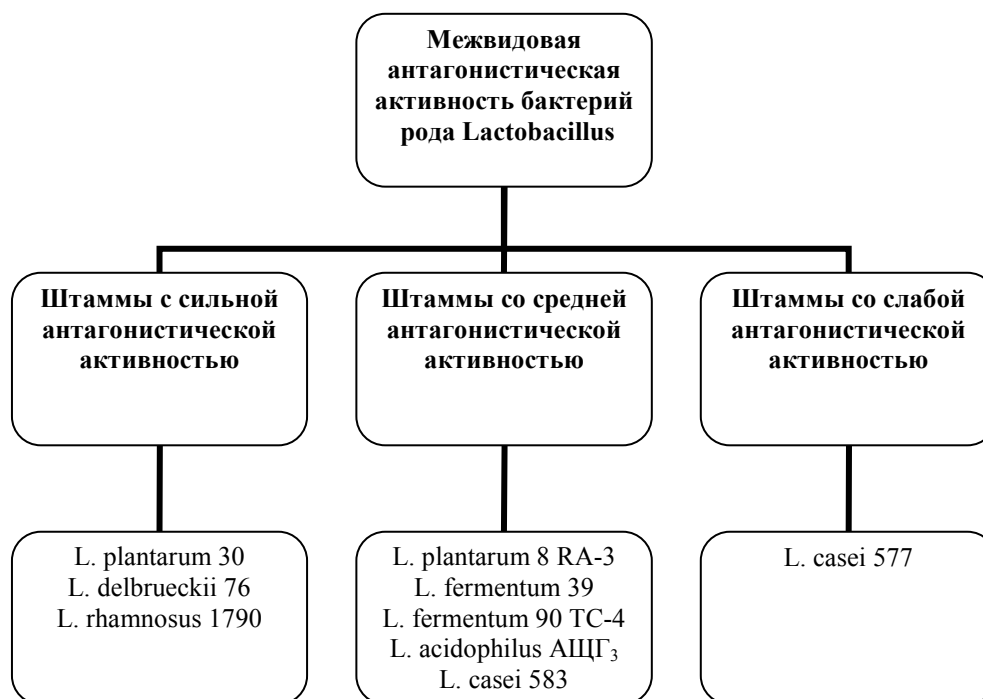 Межвидовая
антагонистическая
активность бактерий
рода Lactobacillus
Штаммы с сильной
антагонистической
активностью
Штаммы со средней
антагонистической
активностью
Штаммы со слабой
антагонистической
активностью
L. plantarum 30
L. delbrueckii 76
L. rhamnosus 1790
L. plantarum 8 RA-3
L. fermentum 39
L. fermentum 90 TC-4
L. acidophilus АЩГ₃
L. casei 583
L. casei 577